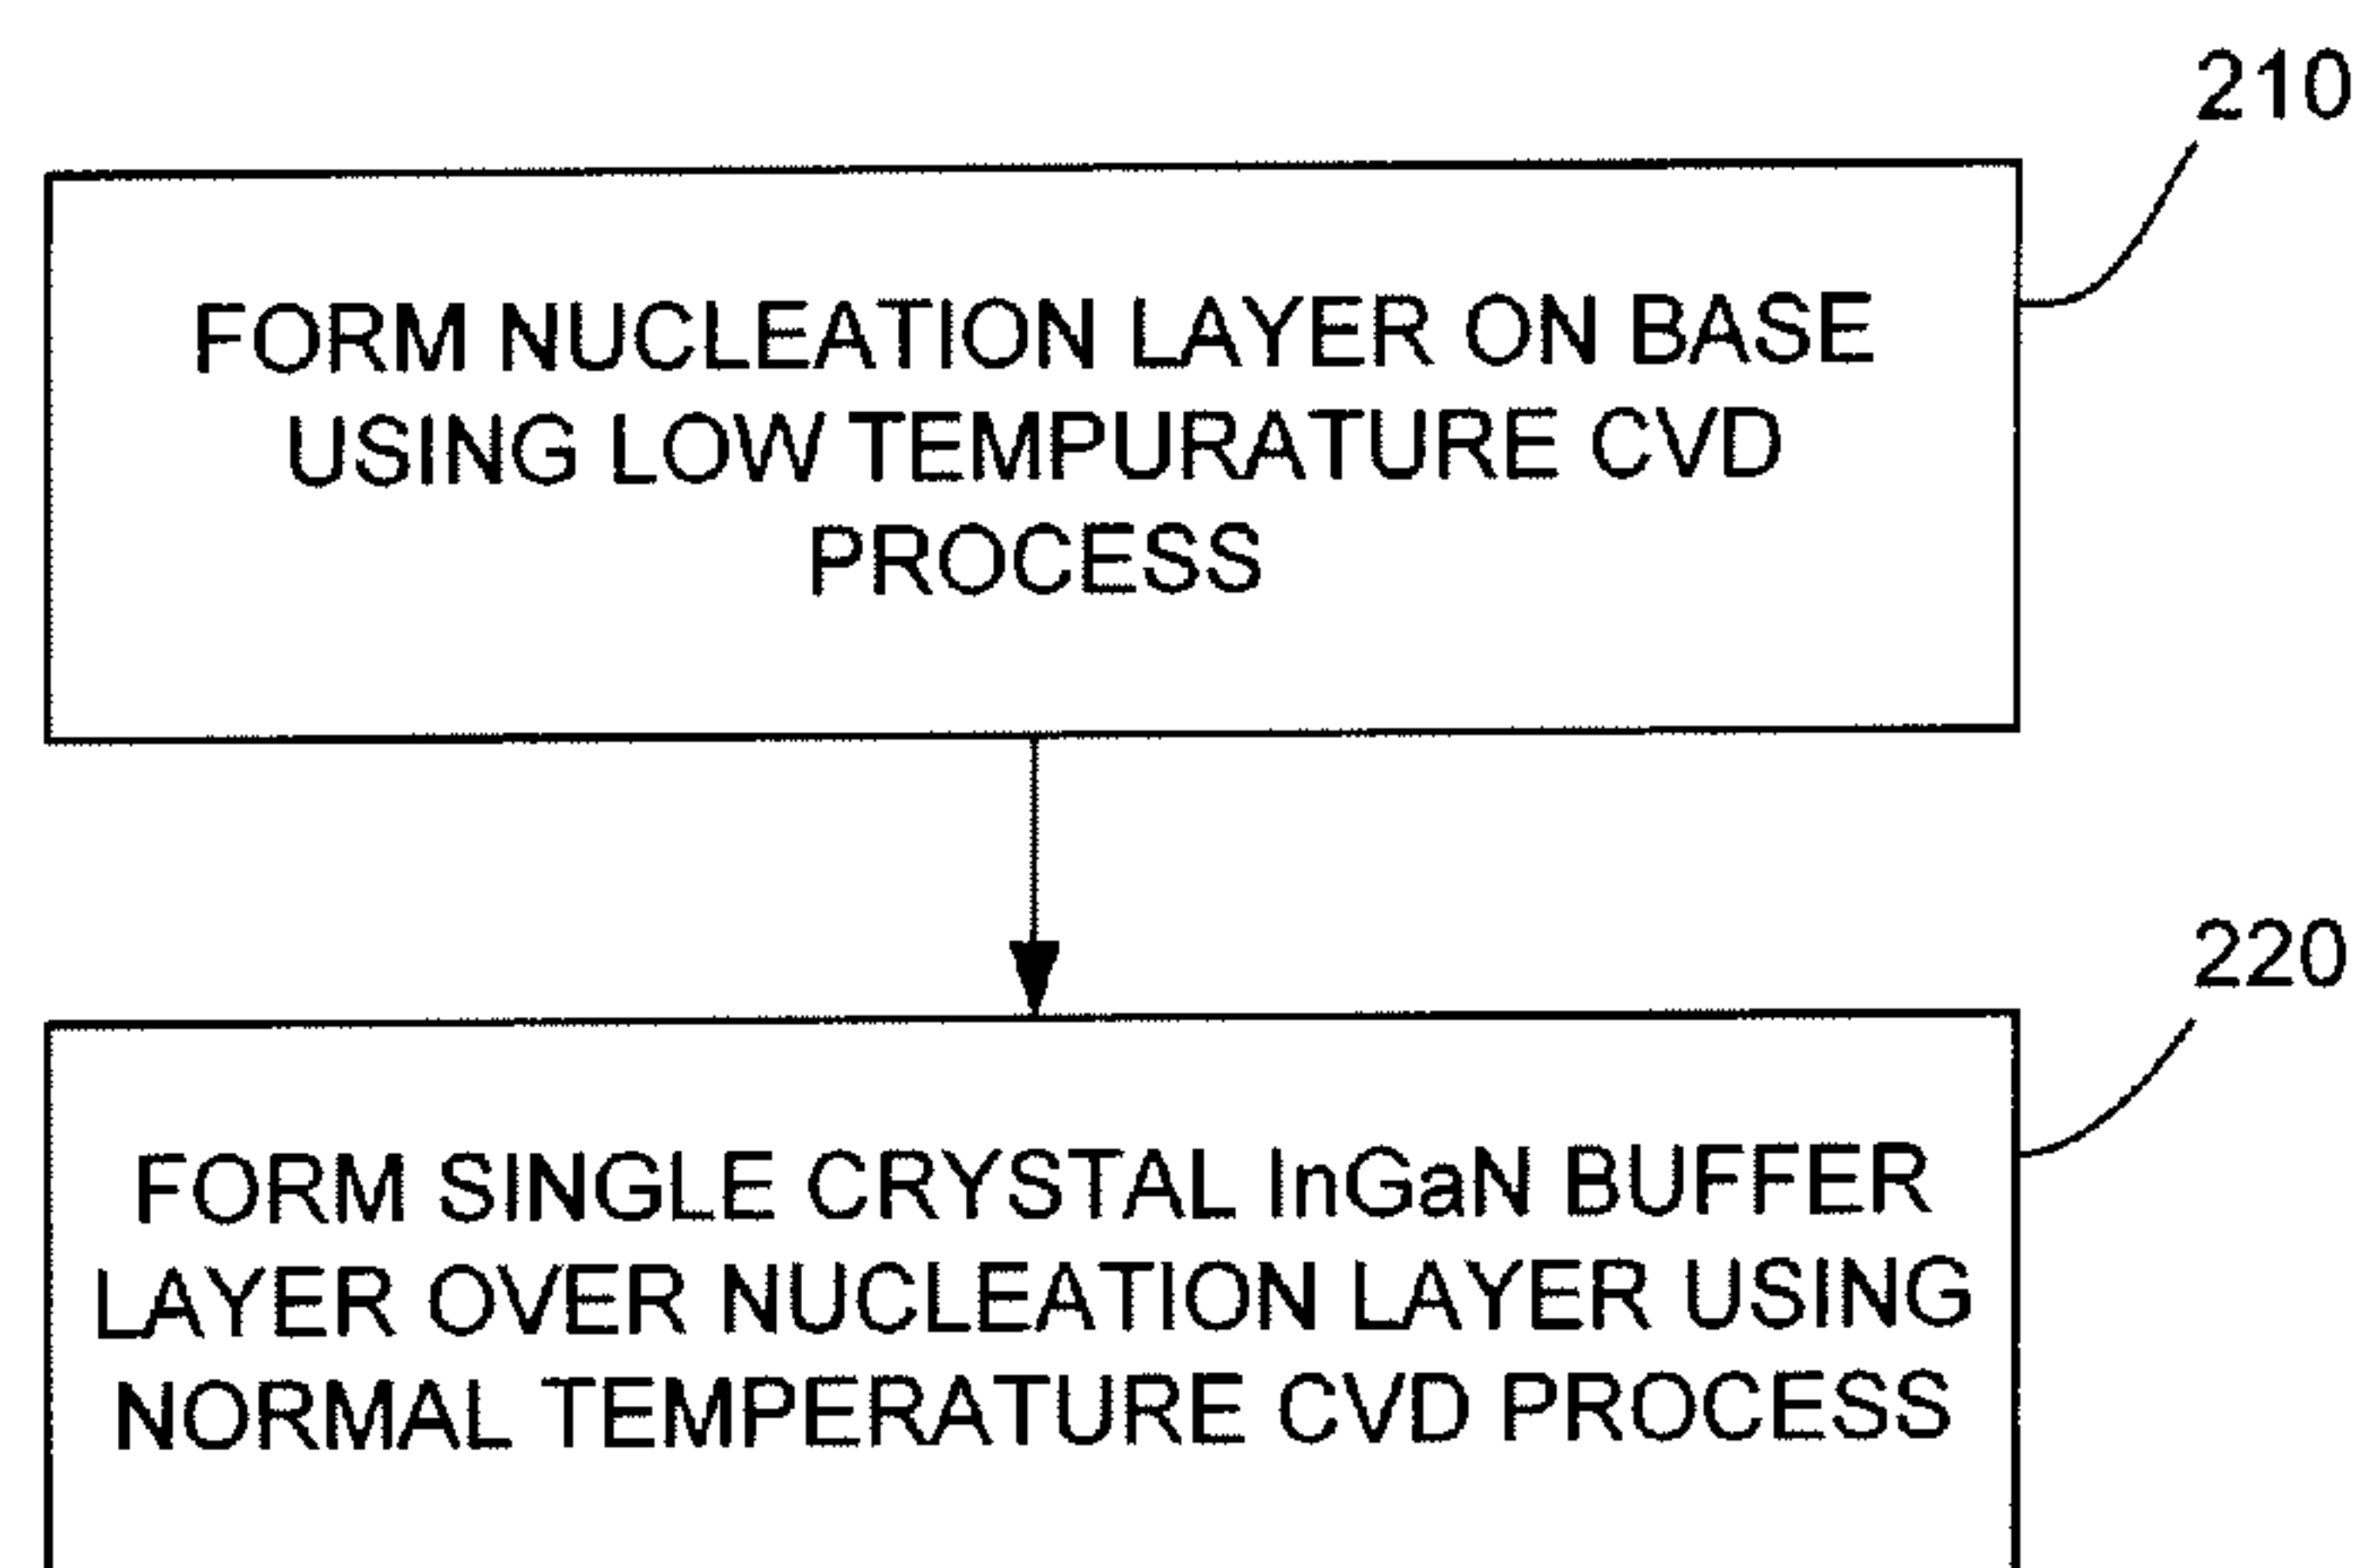 210
FORM NUCLEATION LAYER ON BASE
USING LOW TEMPURATURE CVD
PROCESS
220
FORM SINGLE CRYSTAL InGaN BUFFER
LAYER OVER NUCLEATION LAYER USING
NORMAL TEMPERATURE CVD PROCESS